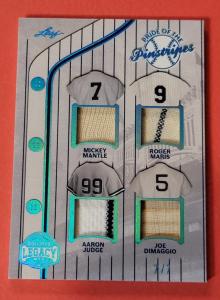 Leaf
PRIDE OF THE
Pinstripes
7
9
MICKEY
MANTLE
ROGER
MARIS
99
5
AARON
JUDGE
JOE
DIMAGGIO
LEGACY